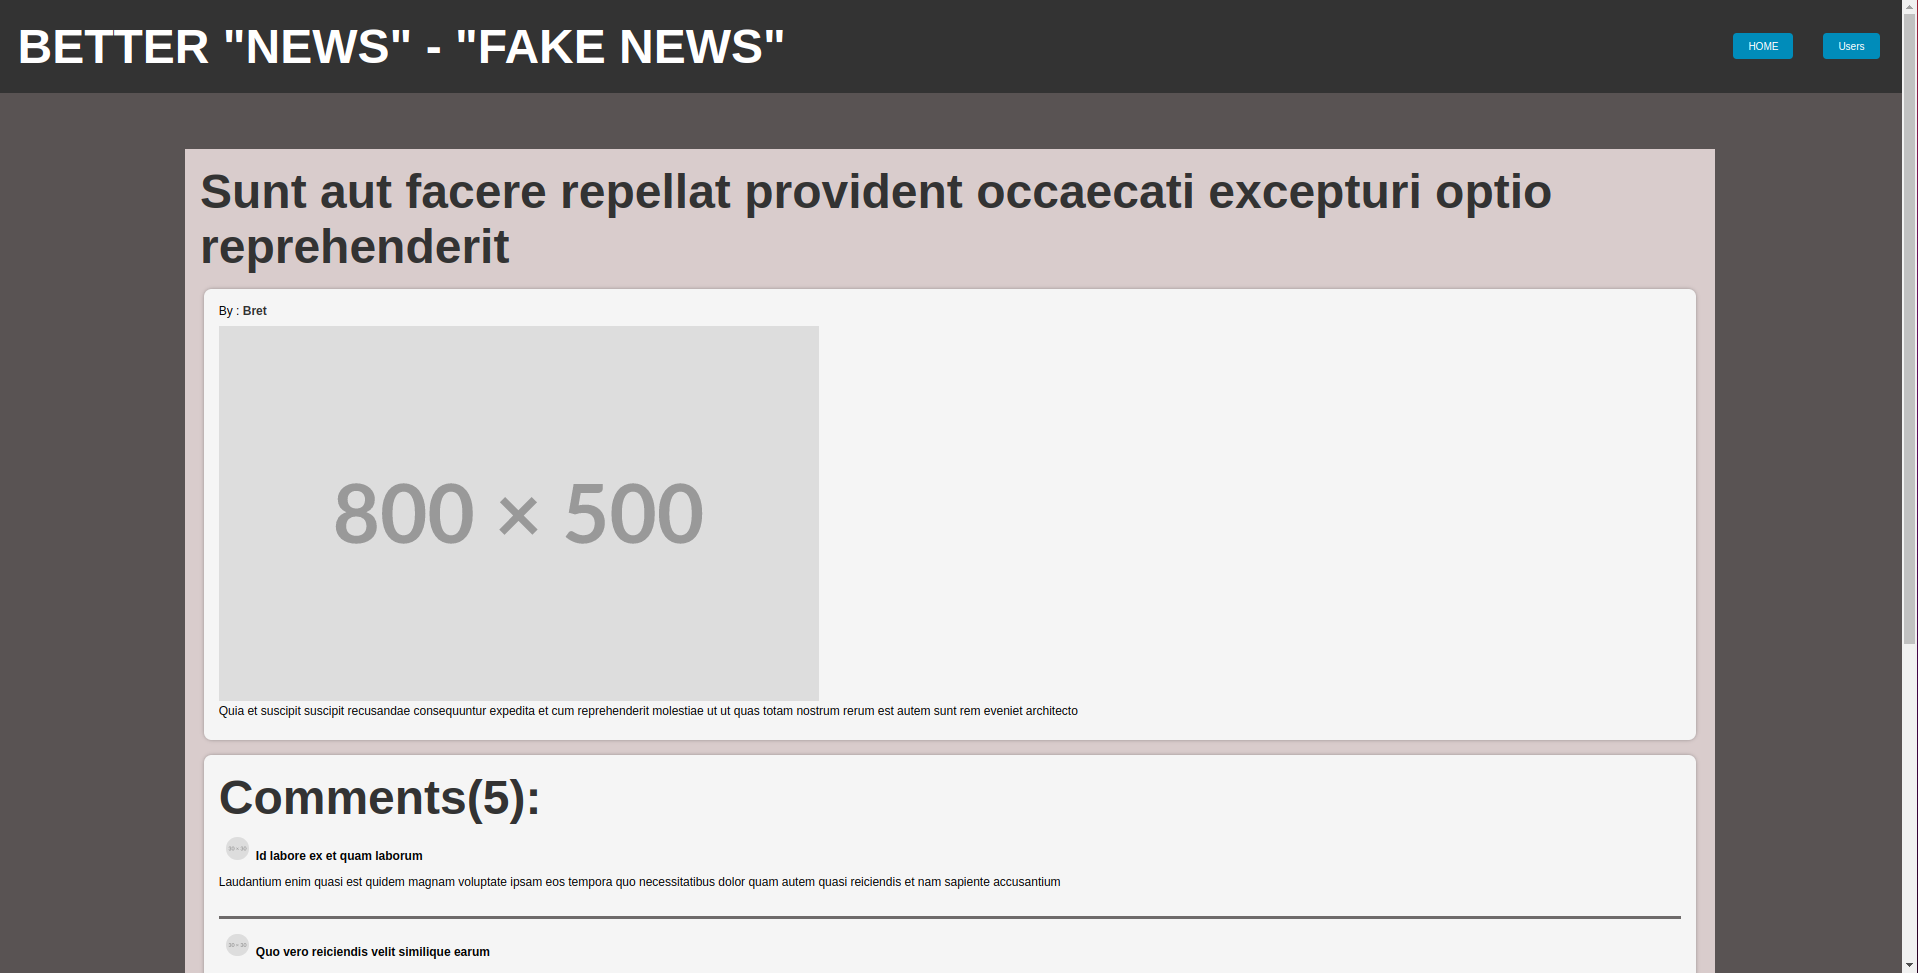 BETTER "NEWS" - "FAKE NEWS"
HOME
Users
Sunt aut facere repellat provident occaecati excepturi optio
reprehenderit
By : Bret
800 × 500
Quia et suscipit suscipit recusandae consequuntur expedita et cum reprehenderit molestiae ut ut quas totam nostrum rerum est autem sunt rem eveniet architecto
Comments(5):
30 × 30
Id labore ex et quam laborum
Laudantium enim quasi est quidem magnam voluptate ipsam eos tempora quo necessitatibus dolor quam autem quasi reiciendis et nam sapiente accusantium
30 × 30
Quo vero reiciendis velit similique earum